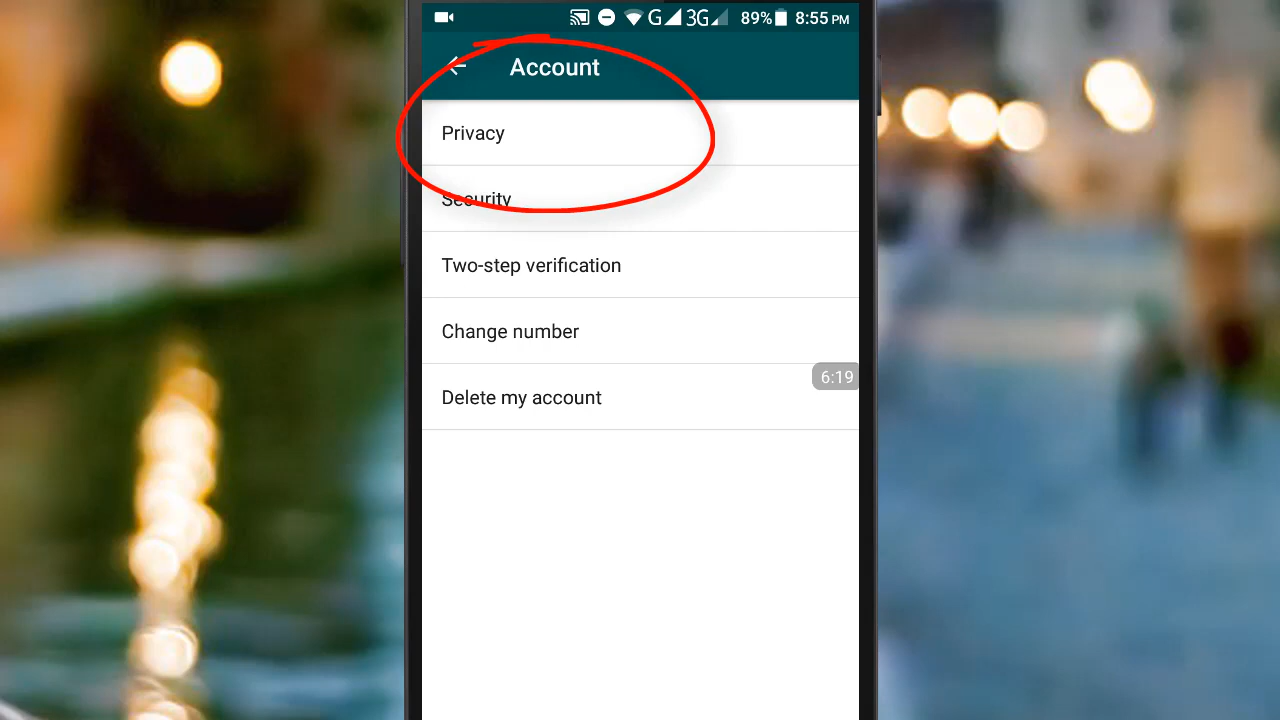 G 3G 89% 8:55 PM
Account
Privacy
Security
Two-step verification
Change number
6:19
Delete my account